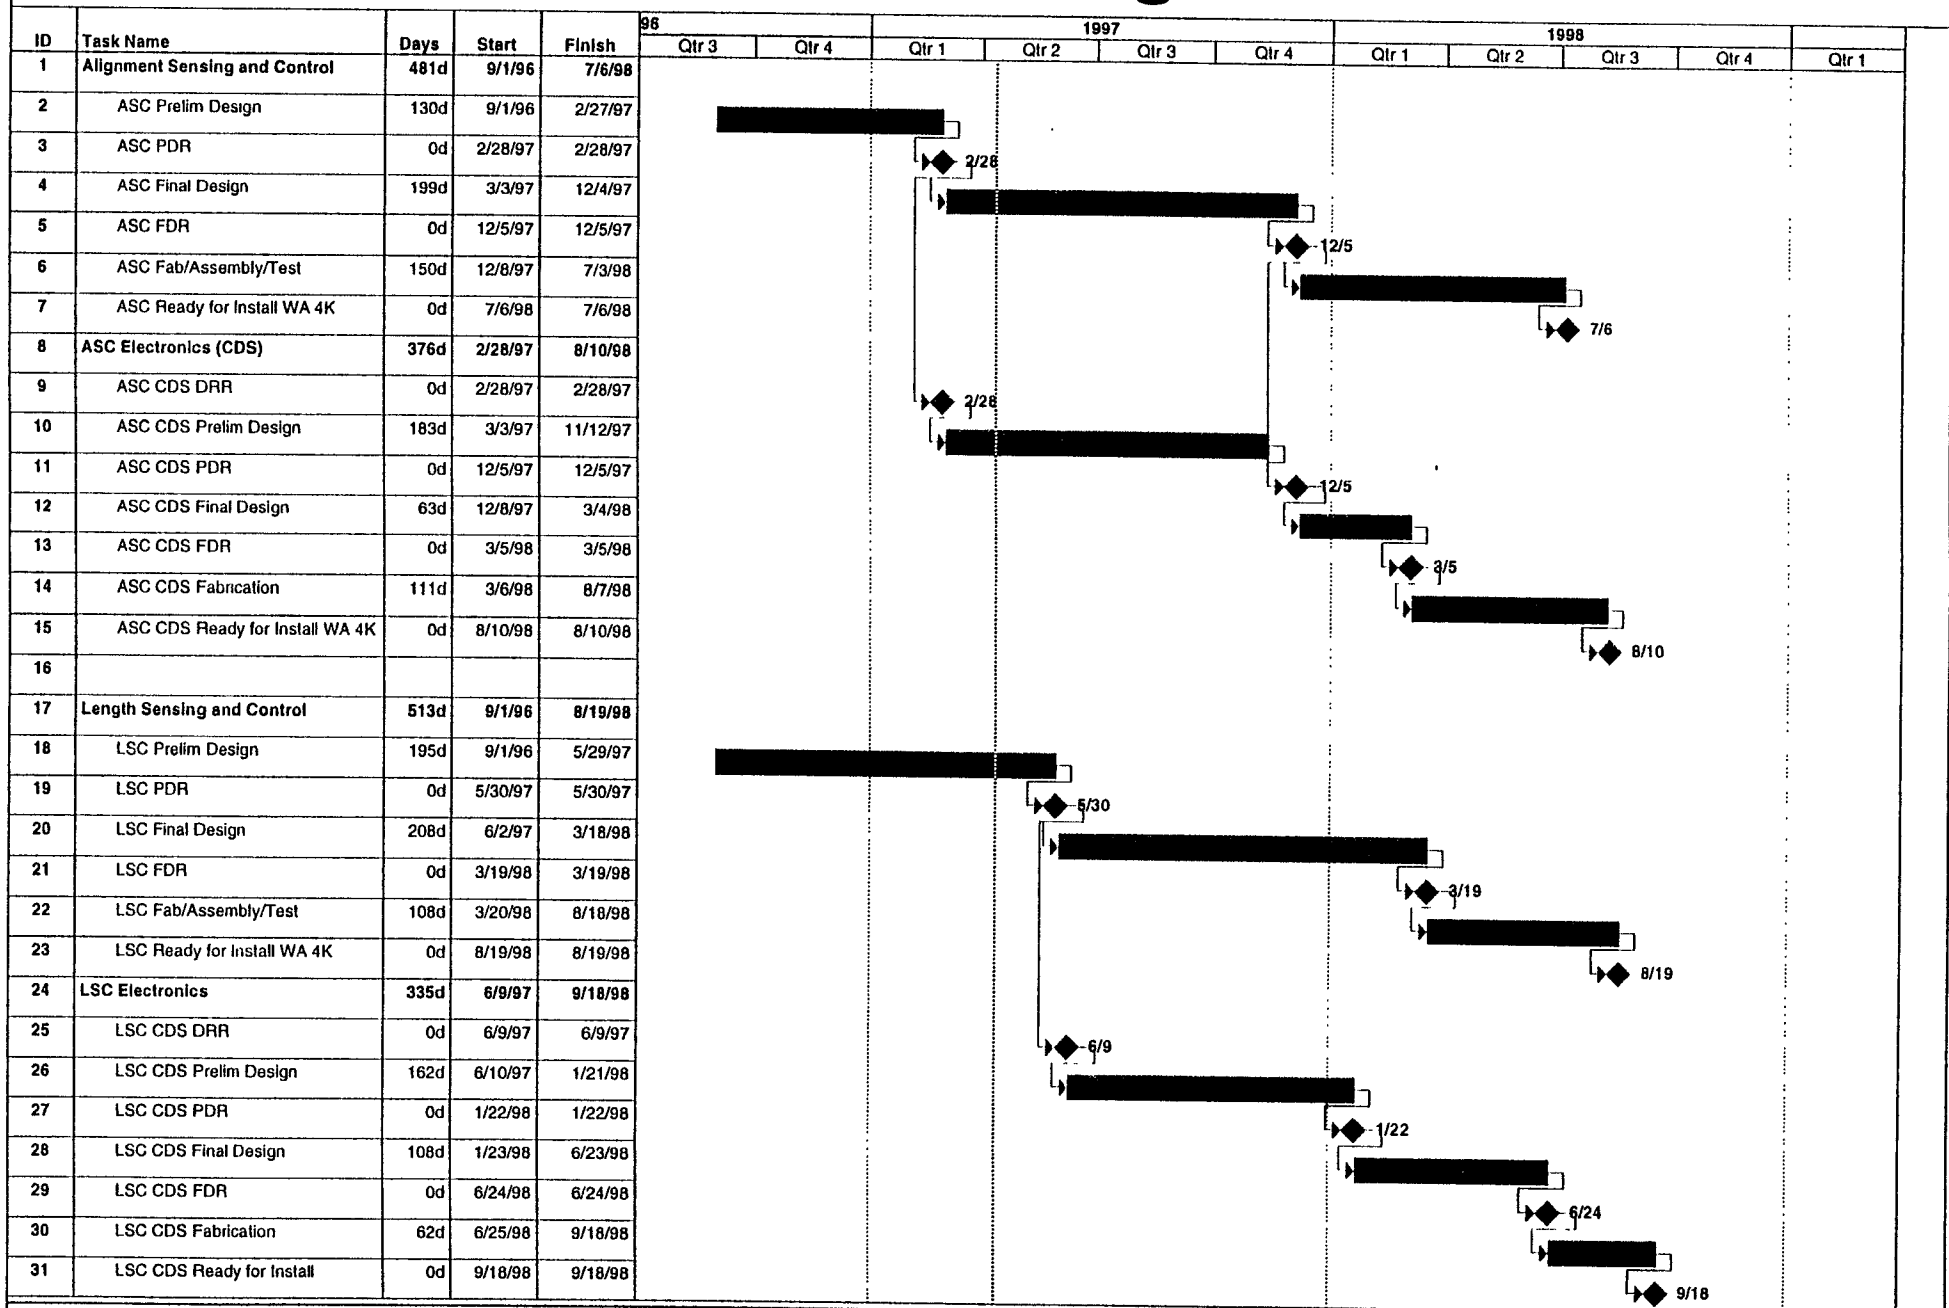 96 1997 1998
ID Task Name Days Start Finish Qtr 3 Qtr 4 Qtr 1 Qtr 2 Qtr 3 Qtr 4 Qtr 1 Qtr 2 Qtr 3 Qtr 4 Qtr 1
1 Alignment Sensing and Control 481d 9/1/96 7/6/98
2 ASC Prelim Design 130d 9/1/96 2/27/97
3 ASC PDR 0d 2/28/97 2/28/97 2/28
4 ASC Final Design 199d 3/3/97 12/4/97
5 ASC FDR 0d 12/5/97 12/5/97 12/5
6 ASC Fab/Assembly/Test 150d 12/8/97 7/3/98
7 ASC Ready for Install WA 4K 0d 7/6/98 7/6/98 7/6
8 ASC Electronics (CDS) 376d 2/28/97 8/10/98
9 ASC CDS DRR 0d 2/28/97 2/28/97 2/28
10 ASC CDS Prelim Design 183d 3/3/97 11/12/97
11 ASC CDS PDR 0d 12/5/97 12/5/97 12/5
12 ASC CDS Final Design 63d 12/8/97 3/4/98
13 ASC CDS FDR 0d 3/5/98 3/5/98 3/5
14 ASC CDS Fabrication 111d 3/6/98 8/7/98
15 ASC CDS Ready for Install WA 4K 0d 8/10/98 8/10/98 8/10
16
17 Length Sensing and Control 513d 9/1/96 8/19/98
18 LSC Prelim Design 195d 9/1/96 5/29/97
19 LSC PDR 0d 5/30/97 5/30/97 5/30
20 LSC Final Design 208d 6/2/97 3/18/98
21 LSC FDR 0d 3/19/98 3/19/98 3/19
22 LSC Fab/Assembly/Test 108d 3/20/98 8/18/98
23 LSC Ready for Install WA 4K 0d 8/19/98 8/19/98 8/19
24 LSC Electronics 335d 6/9/97 9/18/98
25 LSC CDS DRR 0d 6/9/97 6/9/97 6/9
26 LSC CDS Prelim Design 162d 6/10/97 1/21/98
27 LSC CDS PDR 0d 1/22/98 1/22/98 1/22
28 LSC CDS Final Design 108d 1/23/98 6/23/98
29 LSC CDS FDR 0d 6/24/98 6/24/98 6/24
30 LSC CDS Fabrication 62d 6/25/98 9/18/98
31 LSC CDS Ready for Install 0d 9/18/98 9/18/98 9/18